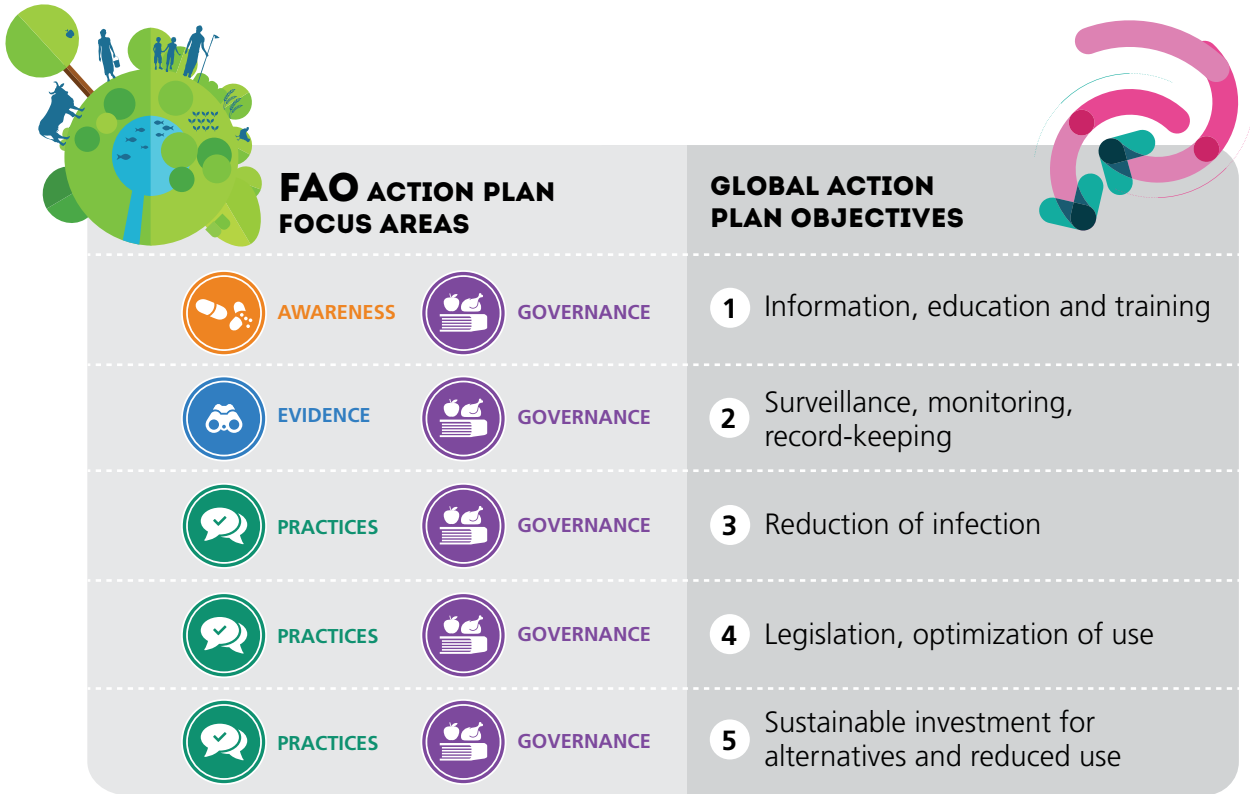 FAO ACTION PLAN
FOCUS AREAS
GLOBAL ACTION
PLAN OBJECTIVES
AWARENESS
GOVERNANCE
1 Information, education and training
EVIDENCE
GOVERNANCE
2 Surveillance, monitoring,
record-keeping
PRACTICES
GOVERNANCE
3 Reduction of infection
PRACTICES
GOVERNANCE
4 Legislation, optimization of use
PRACTICES
GOVERNANCE
5 Sustainable investment for
alternatives and reduced use